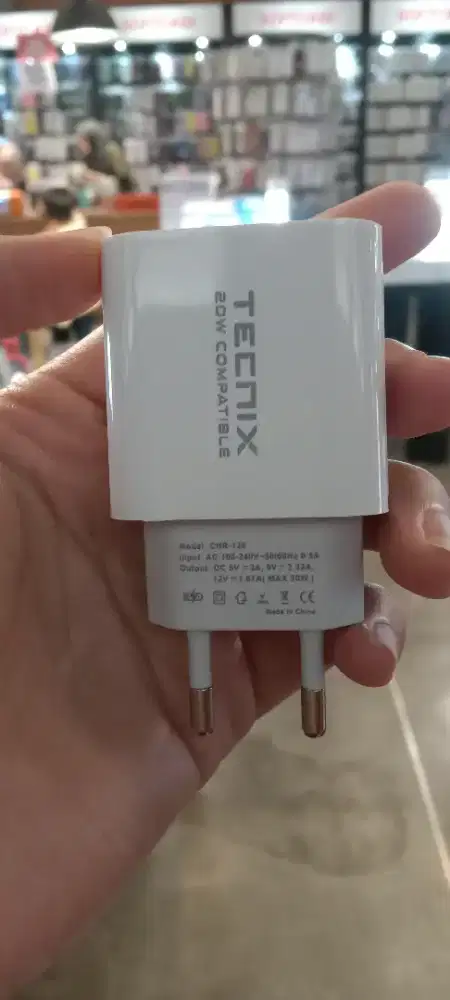 TECNIX
20W COMPATIBLE
Model CHR-120
Input AC 100-240V~50/60Hz 0.5A
Output DC 5V⎓3A, 9V⎓2.22A,
12V⎓1.67A( MAX 20W )
CE
Made in China